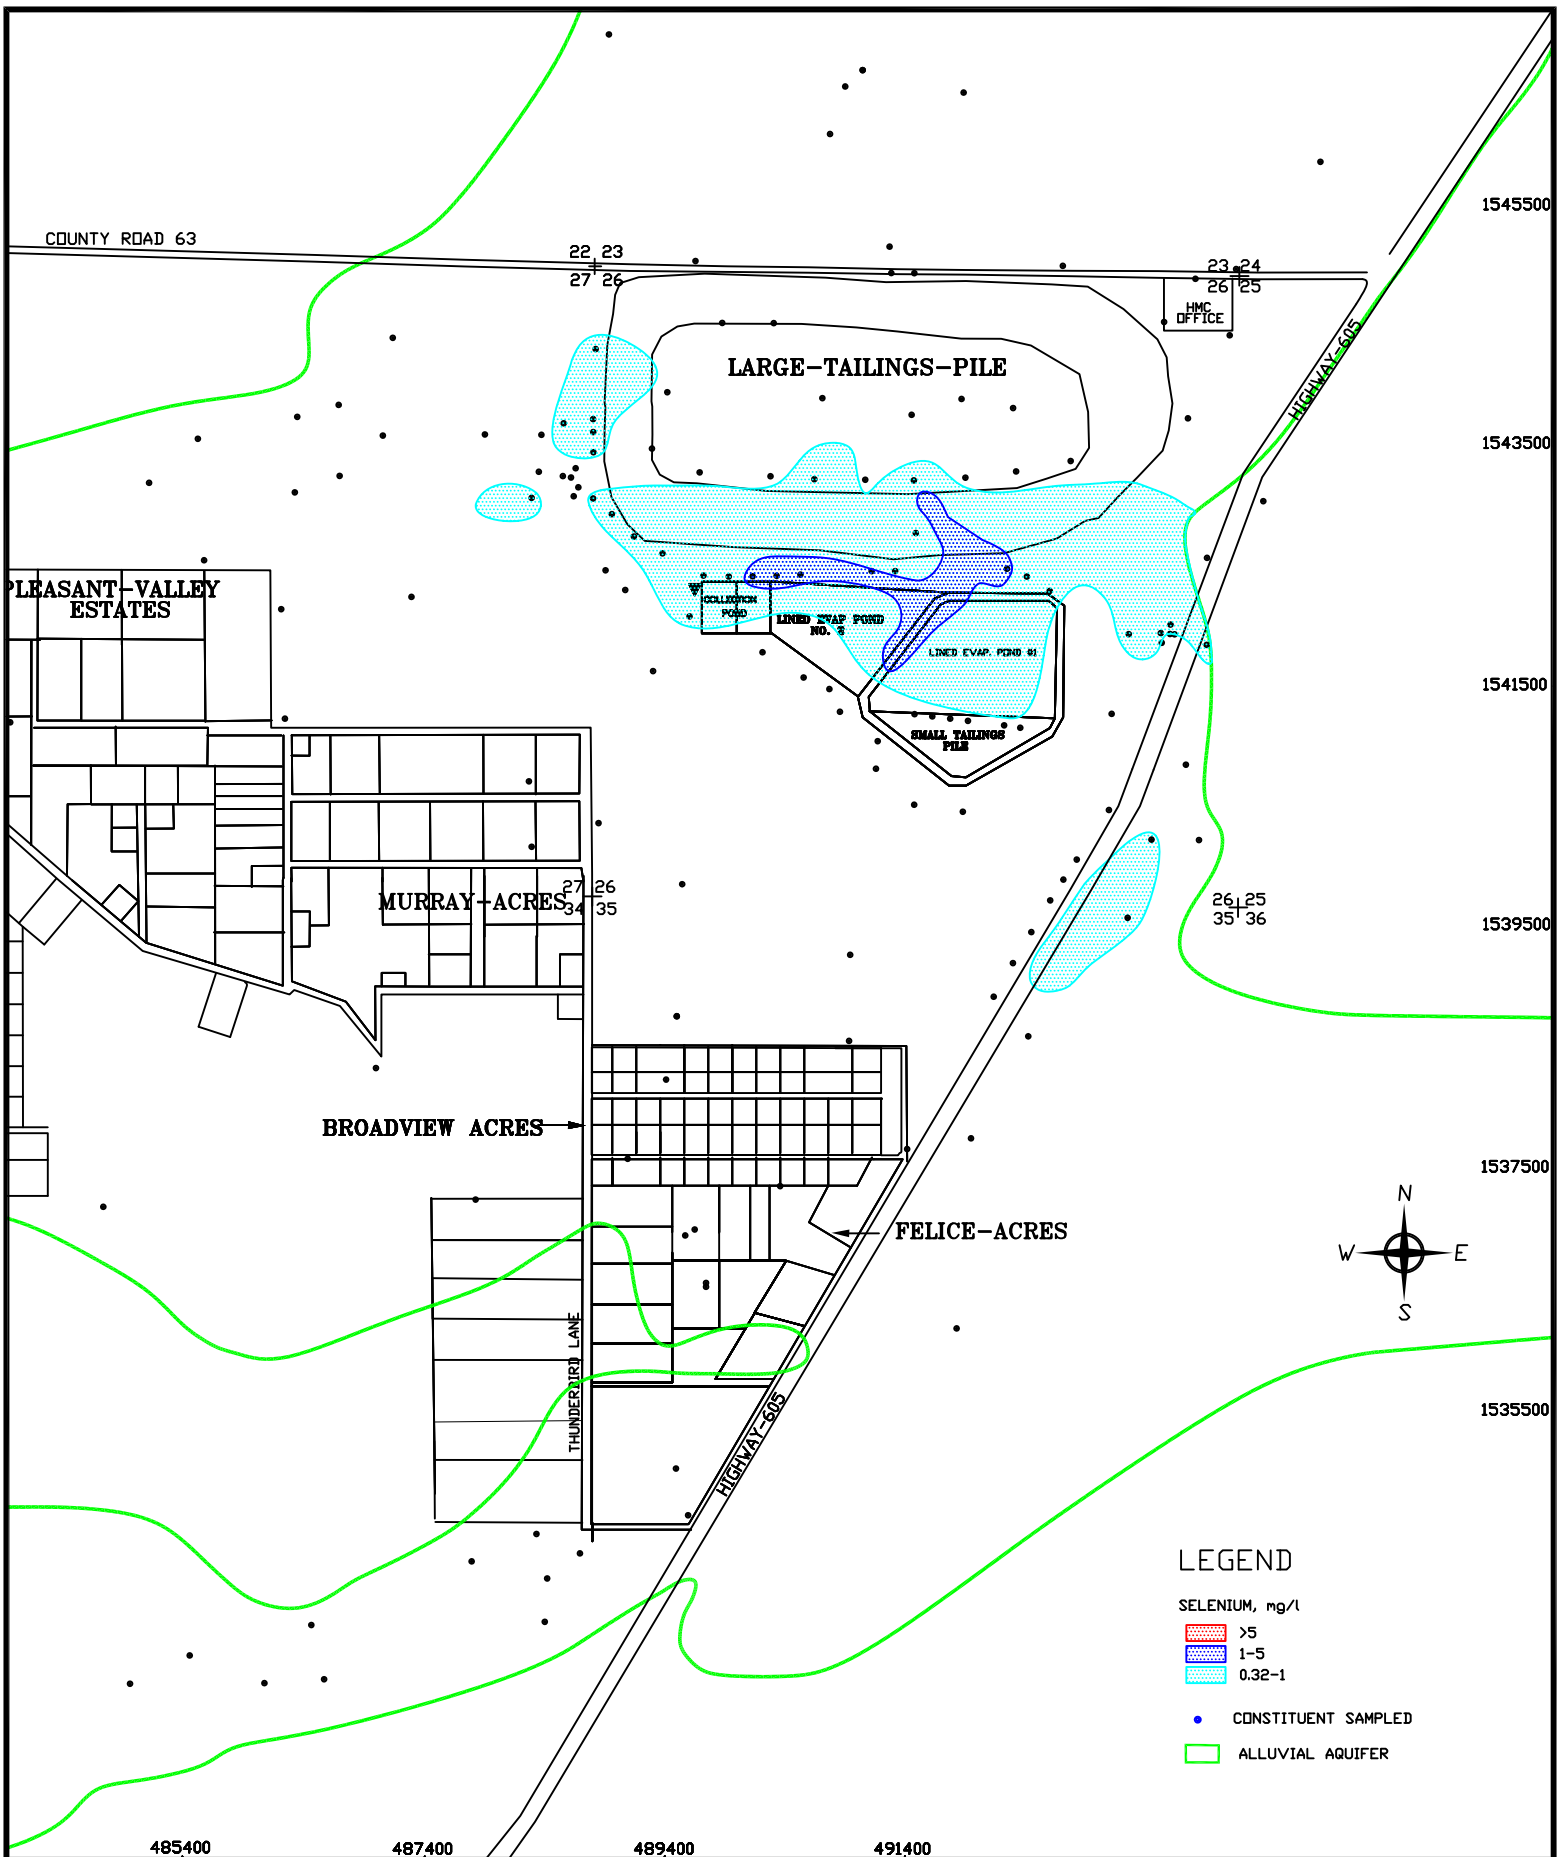 1545500
COUNTY ROAD 63
22 23
27 26
23 24
26 25
HMC
OFFICE
HIGHWAY-605
LARGE-TAILINGS-PILE
1543500
PLEASANT-VALLEY
ESTATES
COLLECTION
POND
LINED EVAP POND
NO. 2
LINED EVAP. POND #1
1541500
SMALL TAILINGS
PILE
27 26
34 35
MURRAY-ACRES
26 25
35 36
1539500
BROADVIEW ACRES
1537500
FELICE-ACRES
N
W E
S
THUNDERBIRD LANE
HIGHWAY-605
1535500
LEGEND
SELENIUM, mg/l
>5
1-5
0.32-1
CONSTITUENT SAMPLED
ALLUVIAL AQUIFER
485400 487400 489400 491400